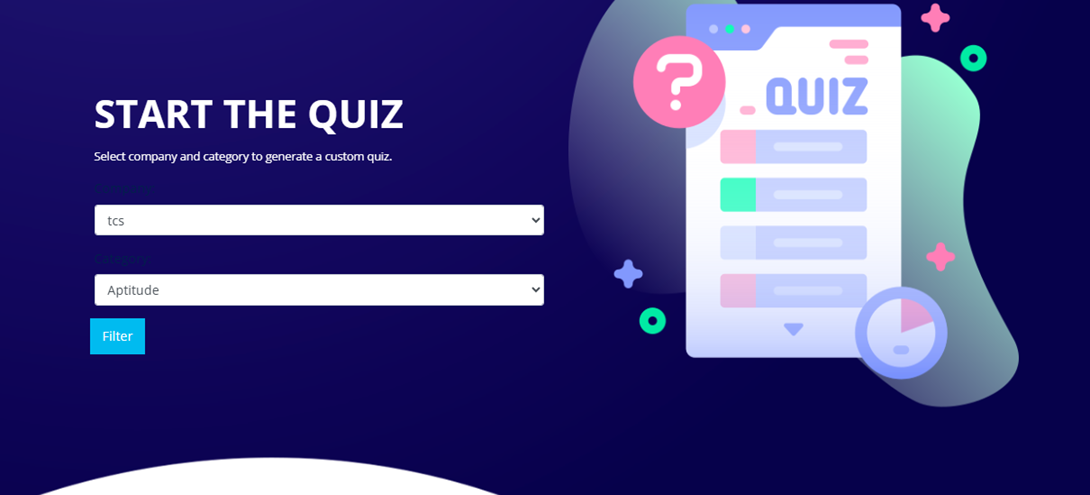 START THE QUIZ
Select company and category to generate a custom quiz.
Company:
tcs
Category:
Aptitude
Filter
?
QUIZ